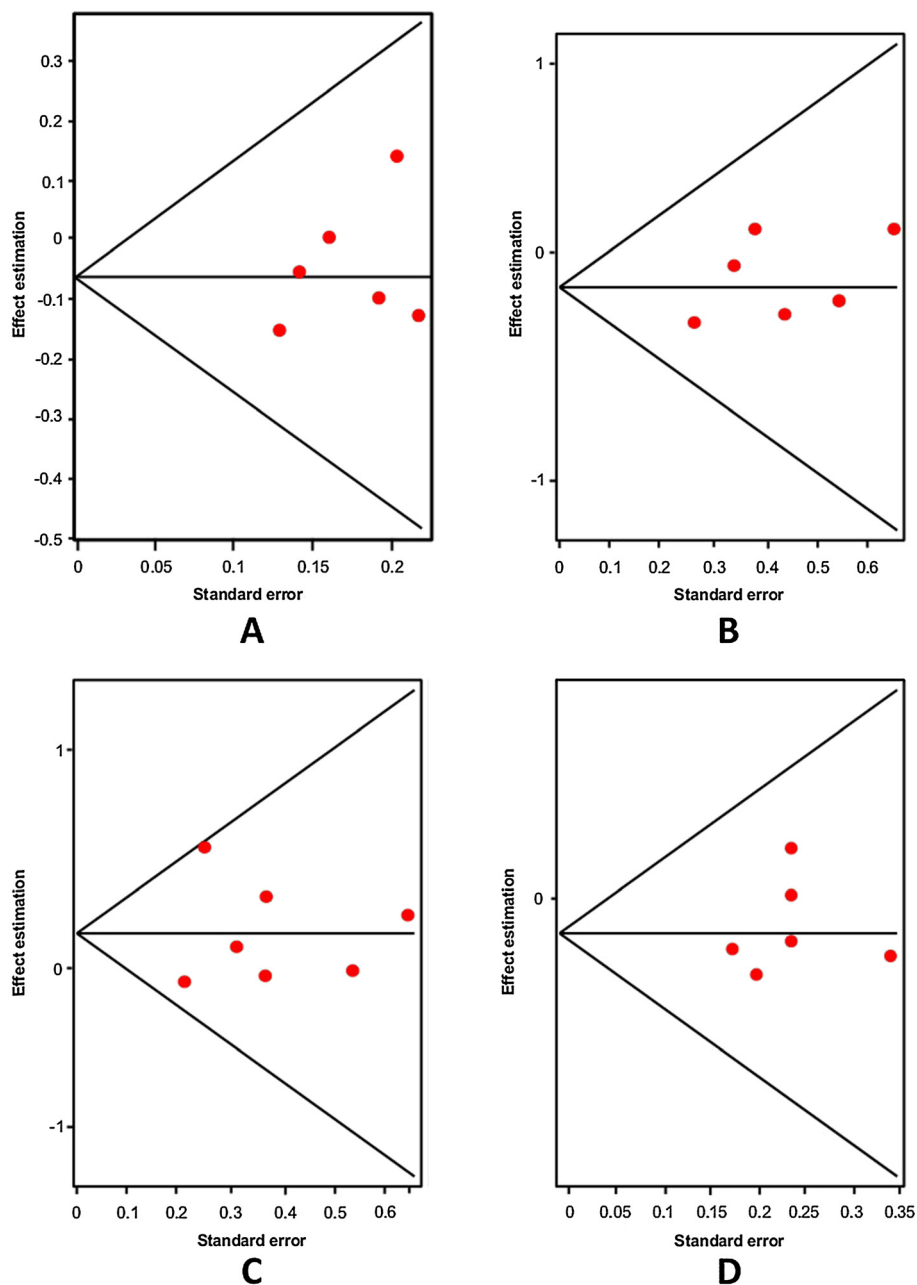 0.3
0.2
0.1
0
-0.1
-0.2
-0.3
-0.4
-0.5
Effect estimation
0 0.05 0.1 0.15 0.2
Standard error
A
1
0
-1
Effect estimation
0 0.1 0.2 0.3 0.4 0.5 0.6
Standard error
B
1
0
-1
Effect estimation
0 0.1 0.2 0.3 0.4 0.5 0.6
Standard error
C
0
Effect estimation
0 0.05 0.1 0.15 0.2 0.25 0.3 0.35
Standard error
D